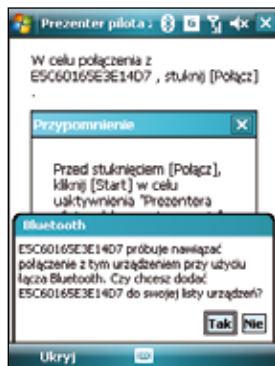 Prezenter pilota
W celu połączenia z
E5C60165E3E14D7 , stuknij [Połącz]
.
Przypomnienie
Przed stuknięciem [Połącz],
kliknij [Start] w celu
uaktywnienia "Prezentera
Bluetooth
E5C60165E3E14D7 próbuje nawiązać
połączenie z tym urządzeniem przy użyciu
łącza Bluetooth. Czy chcesz dodać
E5C60165E3E14D7 do swojej listy urządzeń?
Tak Nie
Ukryj